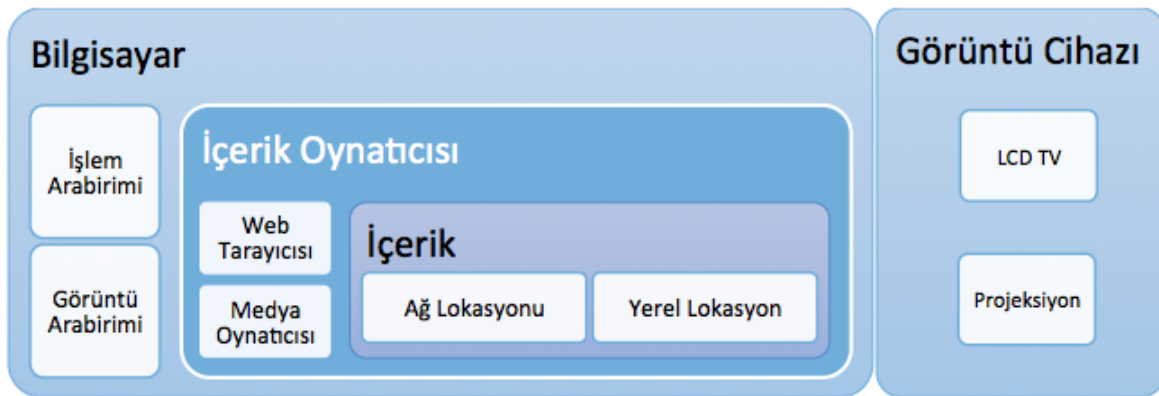 Bilgisayar
İşlem
Arabirimi
Görüntü
Arabirimi
İçerik Oynatıcısı
Web
Tarayıcısı
Medya
Oynatıcısı
İçerik
Ağ Lokasyonu
Yerel Lokasyon
Görüntü Cihazı
LCD TV
Projeksiyon